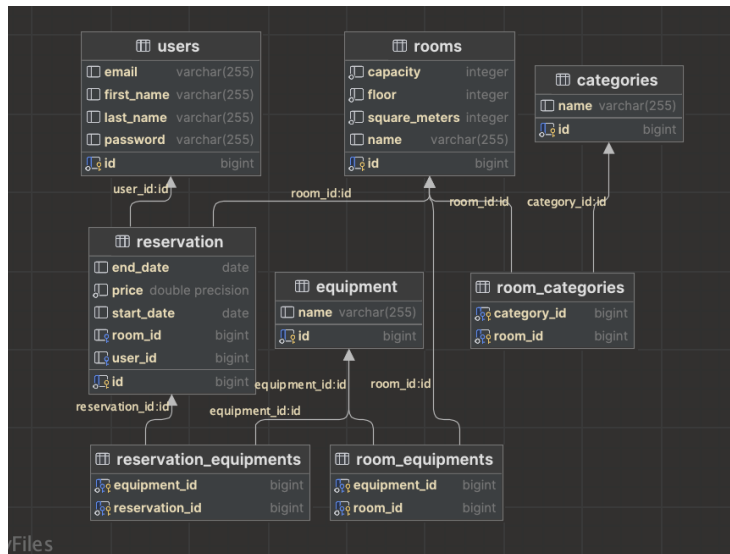 users
email varchar(255)
first_name varchar(255)
last_name varchar(255)
password varchar(255)
id bigint
rooms
capacity integer
floor integer
square_meters integer
name varchar(255)
id bigint
categories
name varchar(255)
id bigint
user_id:id
room_id:id
room_id:id
category_id:id
reservation
end_date date
price double precision
start_date date
room_id bigint
user_id bigint
id bigint
equipment
name varchar(255)
id bigint
room_categories
category_id bigint
room_id bigint
reservation_id:id
equipment_id:id
equipment_id:id
room_id:id
reservation_equipments
equipment_id bigint
reservation_id bigint
room_equipments
equipment_id bigint
room_id bigint
yFiles